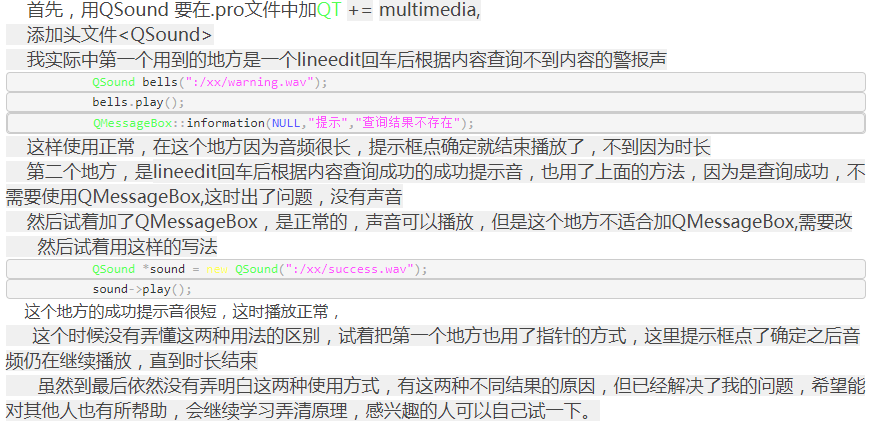 首先，用QSound 要在.pro文件中加QT += multimedia,
添加头文件<QSound>
我实际中第一个用到的地方是一个lineedit回车后根据内容查询不到内容的警报声
QSound bells(":/xx/warning.wav");
bells.play();
QMessageBox::information(NULL,"提示","查询结果不存在");
这样使用正常，在这个地方因为音频很长，提示框点确定就结束播放了，不到因为时长
第二个地方，是lineedit回车后根据内容查询成功的成功提示音，也用了上面的方法，因为是查询成功，不
需要使用QMessageBox,这时出了问题，没有声音
然后试着加了QMessageBox，是正常的，声音可以播放，但是这个地方不适合加QMessageBox,需要改
然后试着用这样的写法
QSound *sound = new QSound(":/xx/success.wav");
sound->play();
这个地方的成功提示音很短，这时播放正常，
这个时候没有弄懂这两种用法的区别，试着把第一个地方也用了指针的方式，这里提示框点了确定之后音
频仍在继续播放，直到时长结束
虽然到最后依然没有弄明白这两种使用方式，有这两种不同结果的原因，但已经解决了我的问题，希望能
对其他人也有所帮助，会继续学习弄清原理，感兴趣的人可以自己试一下。